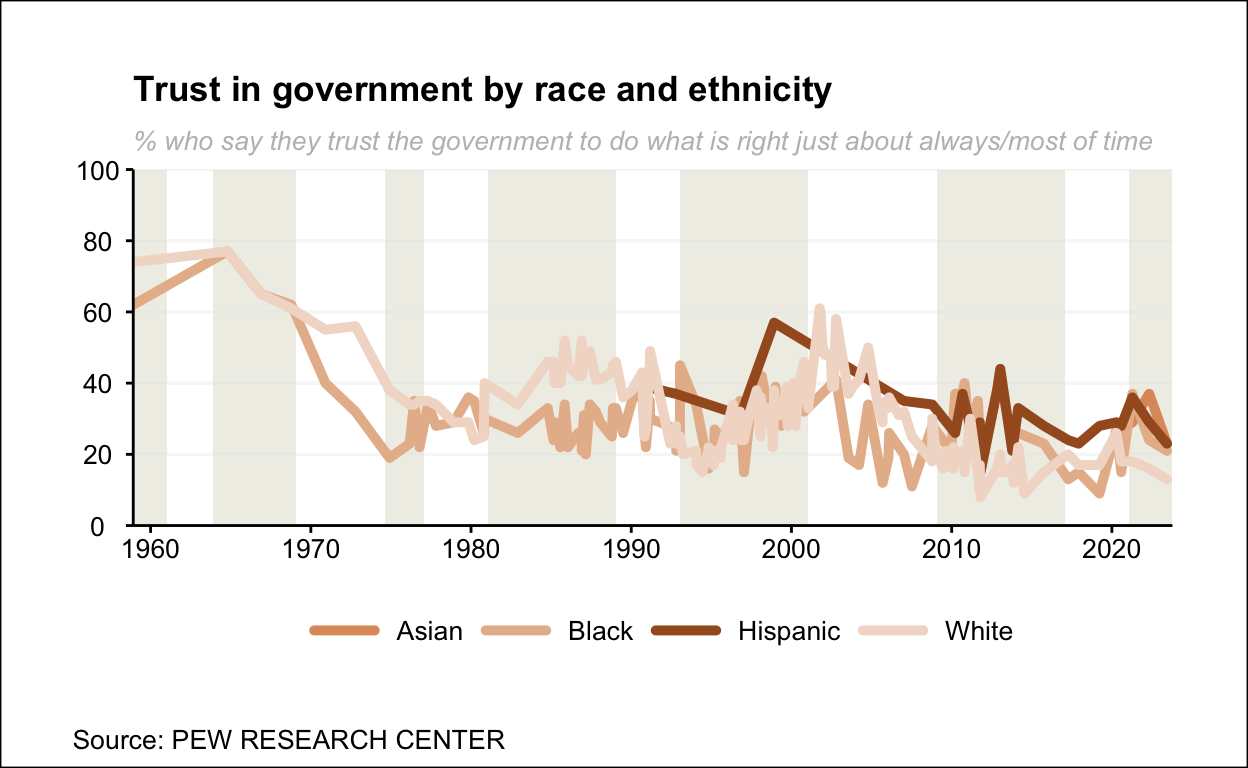 Trust in government by race and ethnicity
% who say they trust the government to do what is right just about always/most of time
100
80
60
40
20
0
1960 1970 1980 1990 2000 2010 2020
Asian Black Hispanic White
Source: PEW RESEARCH CENTER